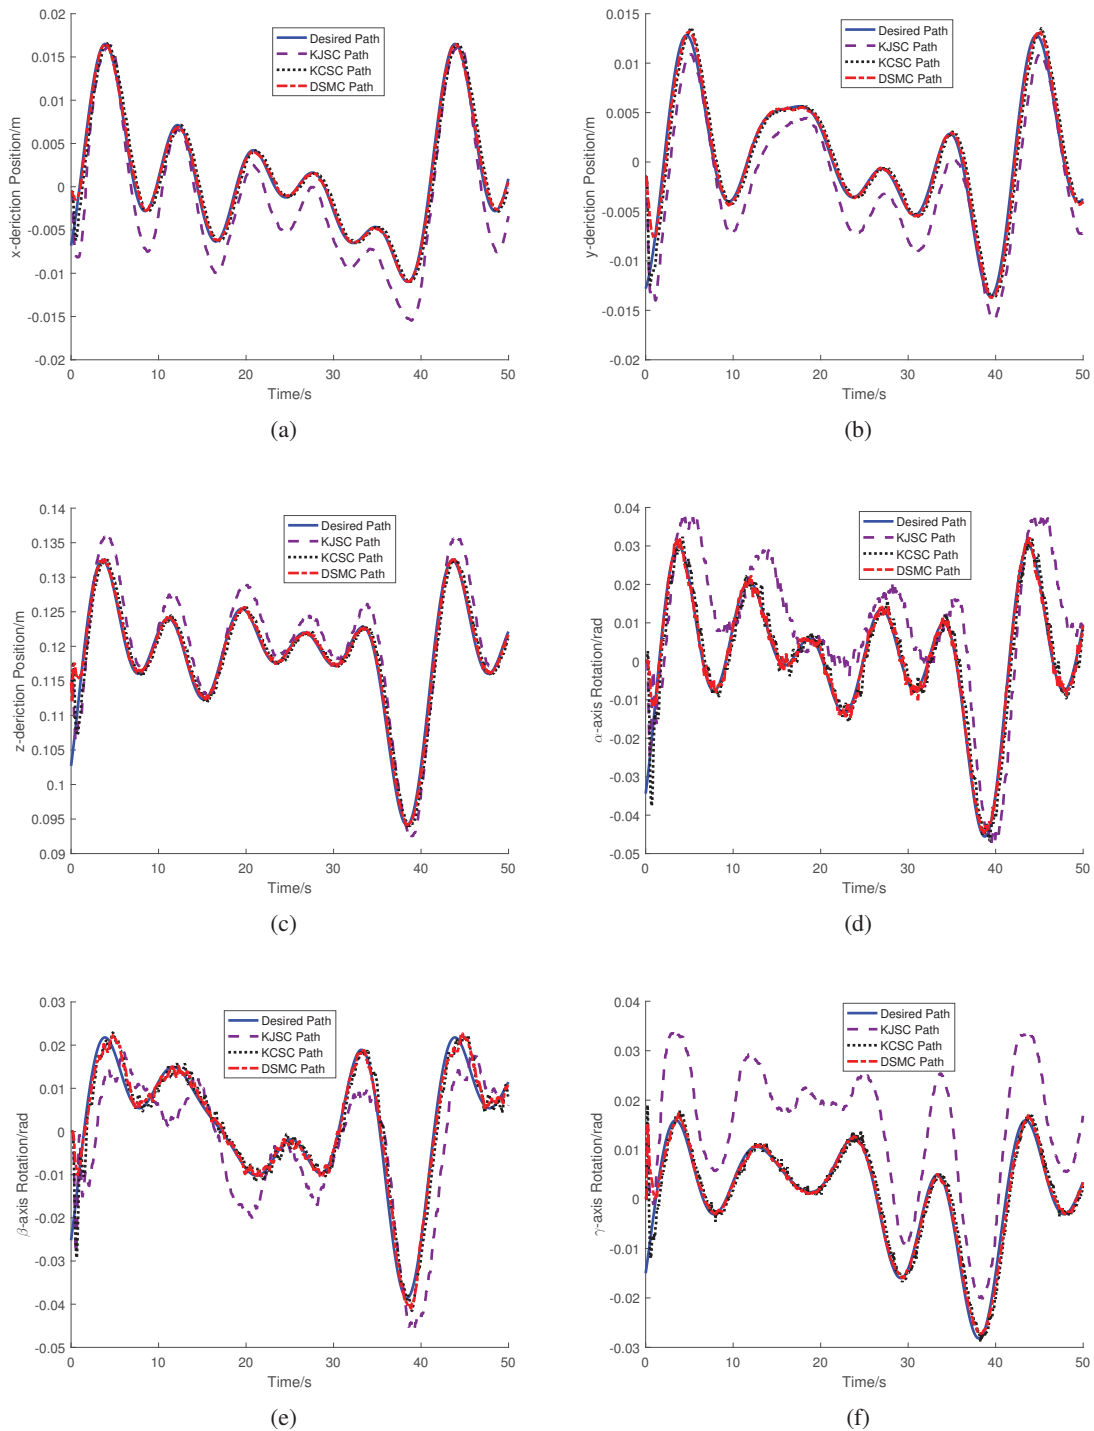 0.02
0.015
0.01
0.005
0
-0.005
-0.01
-0.015
-0.02
x-deriction Position/m
Desired Path
KJSC Path
KCSC Path
DSMC Path
0 10 20 30 40 50
Time/s
(a)
0.015
0.01
0.005
0
-0.005
-0.01
-0.015
-0.02
y-deriction Position/m
Desired Path
KJSC Path
KCSC Path
DSMC Path
0 10 20 30 40 50
Time/s
(b)
0.14
0.135
0.13
0.125
0.12
0.115
0.11
0.105
0.1
0.095
0.09
z-deriction Position/m
Desired Path
KJSC Path
KCSC Path
DSMC Path
0 10 20 30 40 50
Time/s
(c)
0.04
0.03
0.02
0.01
0
-0.01
-0.02
-0.03
-0.04
-0.05
α-axis Rotation/rad
Desired Path
KJSC Path
KCSC Path
DSMC Path
0 10 20 30 40 50
Time/s
(d)
0.03
0.02
0.01
0
-0.01
-0.02
-0.03
-0.04
-0.05
β-axis Rotation/rad
Desired Path
KJSC Path
KCSC Path
DSMC Path
0 10 20 30 40 50
Time/s
(e)
0.04
0.03
0.02
0.01
0
-0.01
-0.02
-0.03
γ-axis Rotation/rad
Desired Path
KJSC Path
KCSC Path
DSMC Path
0 10 20 30 40 50
Time/s
(f)